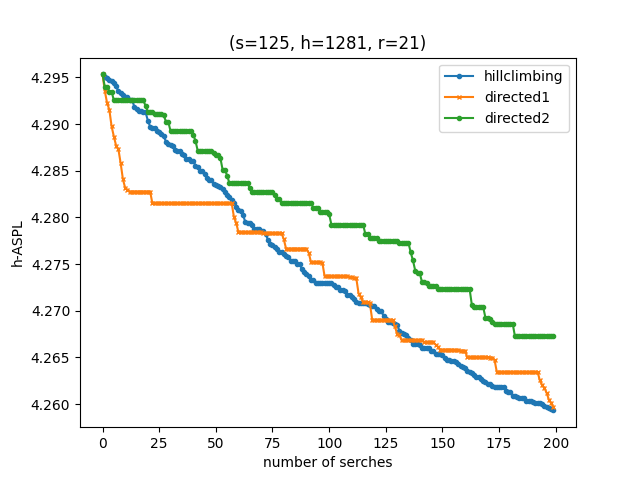 (s=125, h=1281, r=21)
hillclimbing
directed1
directed2
h-ASPL
4.295
4.290
4.285
4.280
4.275
4.270
4.265
4.260
0 25 50 75 100 125 150 175 200
number of serches